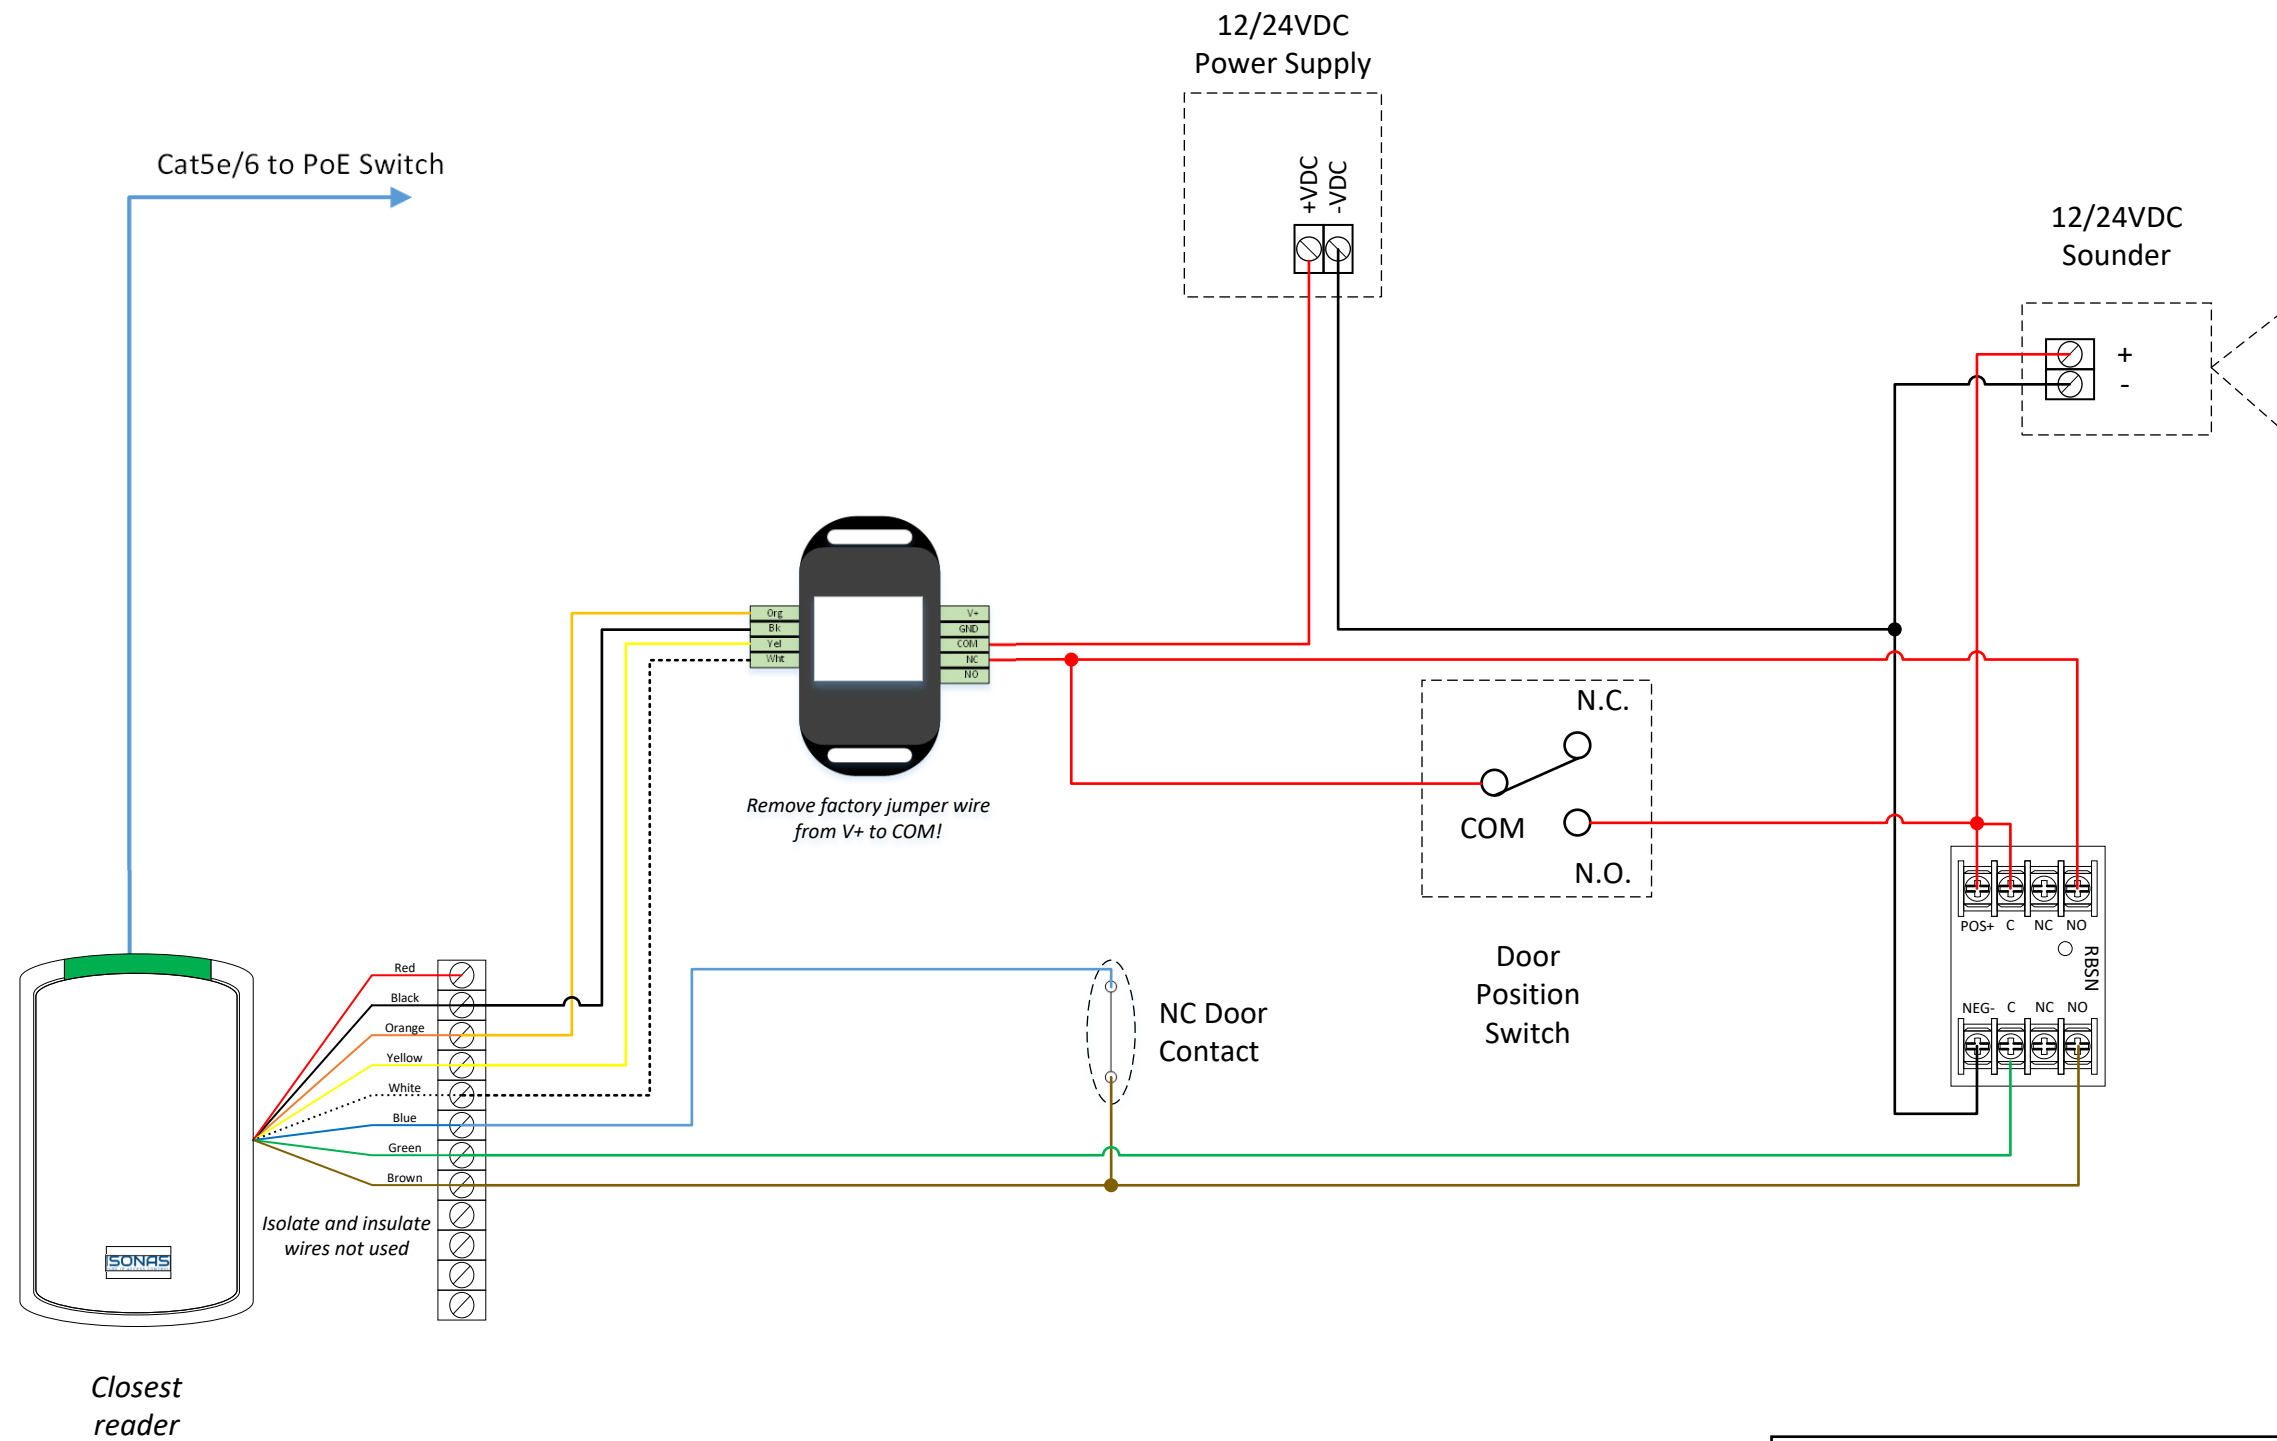 12/24VDC
Power Supply
+VDC
-VDC
Cat5e/6 to PoE Switch
12/24VDC
Sounder
+
-
Org
Bk
Yel
Wht
V+
GND
COM
NC
NO
Remove factory jumper wire
from V+ to COM!
N.C.
COM
N.O.
Door
Position
Switch
POS+ C NC NO
RBSN
NEG- C NC NO
NC Door
Contact
Red
Black
Orange
Yellow
White
Blue
Green
Brown
Isolate and insulate
wires not used
ISONAS
Closest
reader